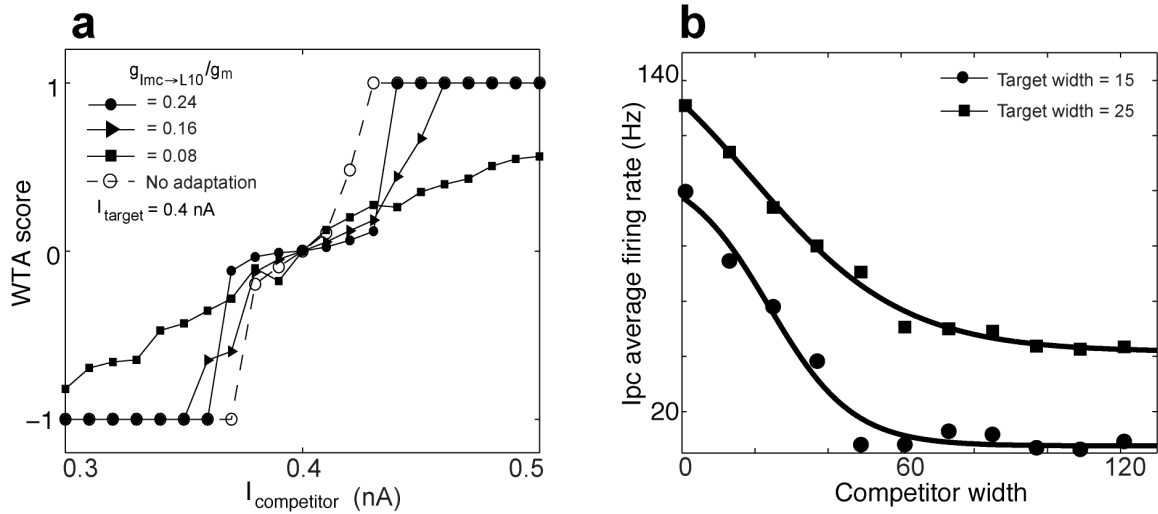 a
g_Imc→L10/g_m
= 0.24
= 0.16
= 0.08
No adaptation
I_target = 0.4 nA
WTA score
1
0
−1
0.3
0.4
0.5
I_competitor (nA)
b
Target width = 15
Target width = 25
Ipc average firing rate (Hz)
140
20
0
60
120
Competitor width